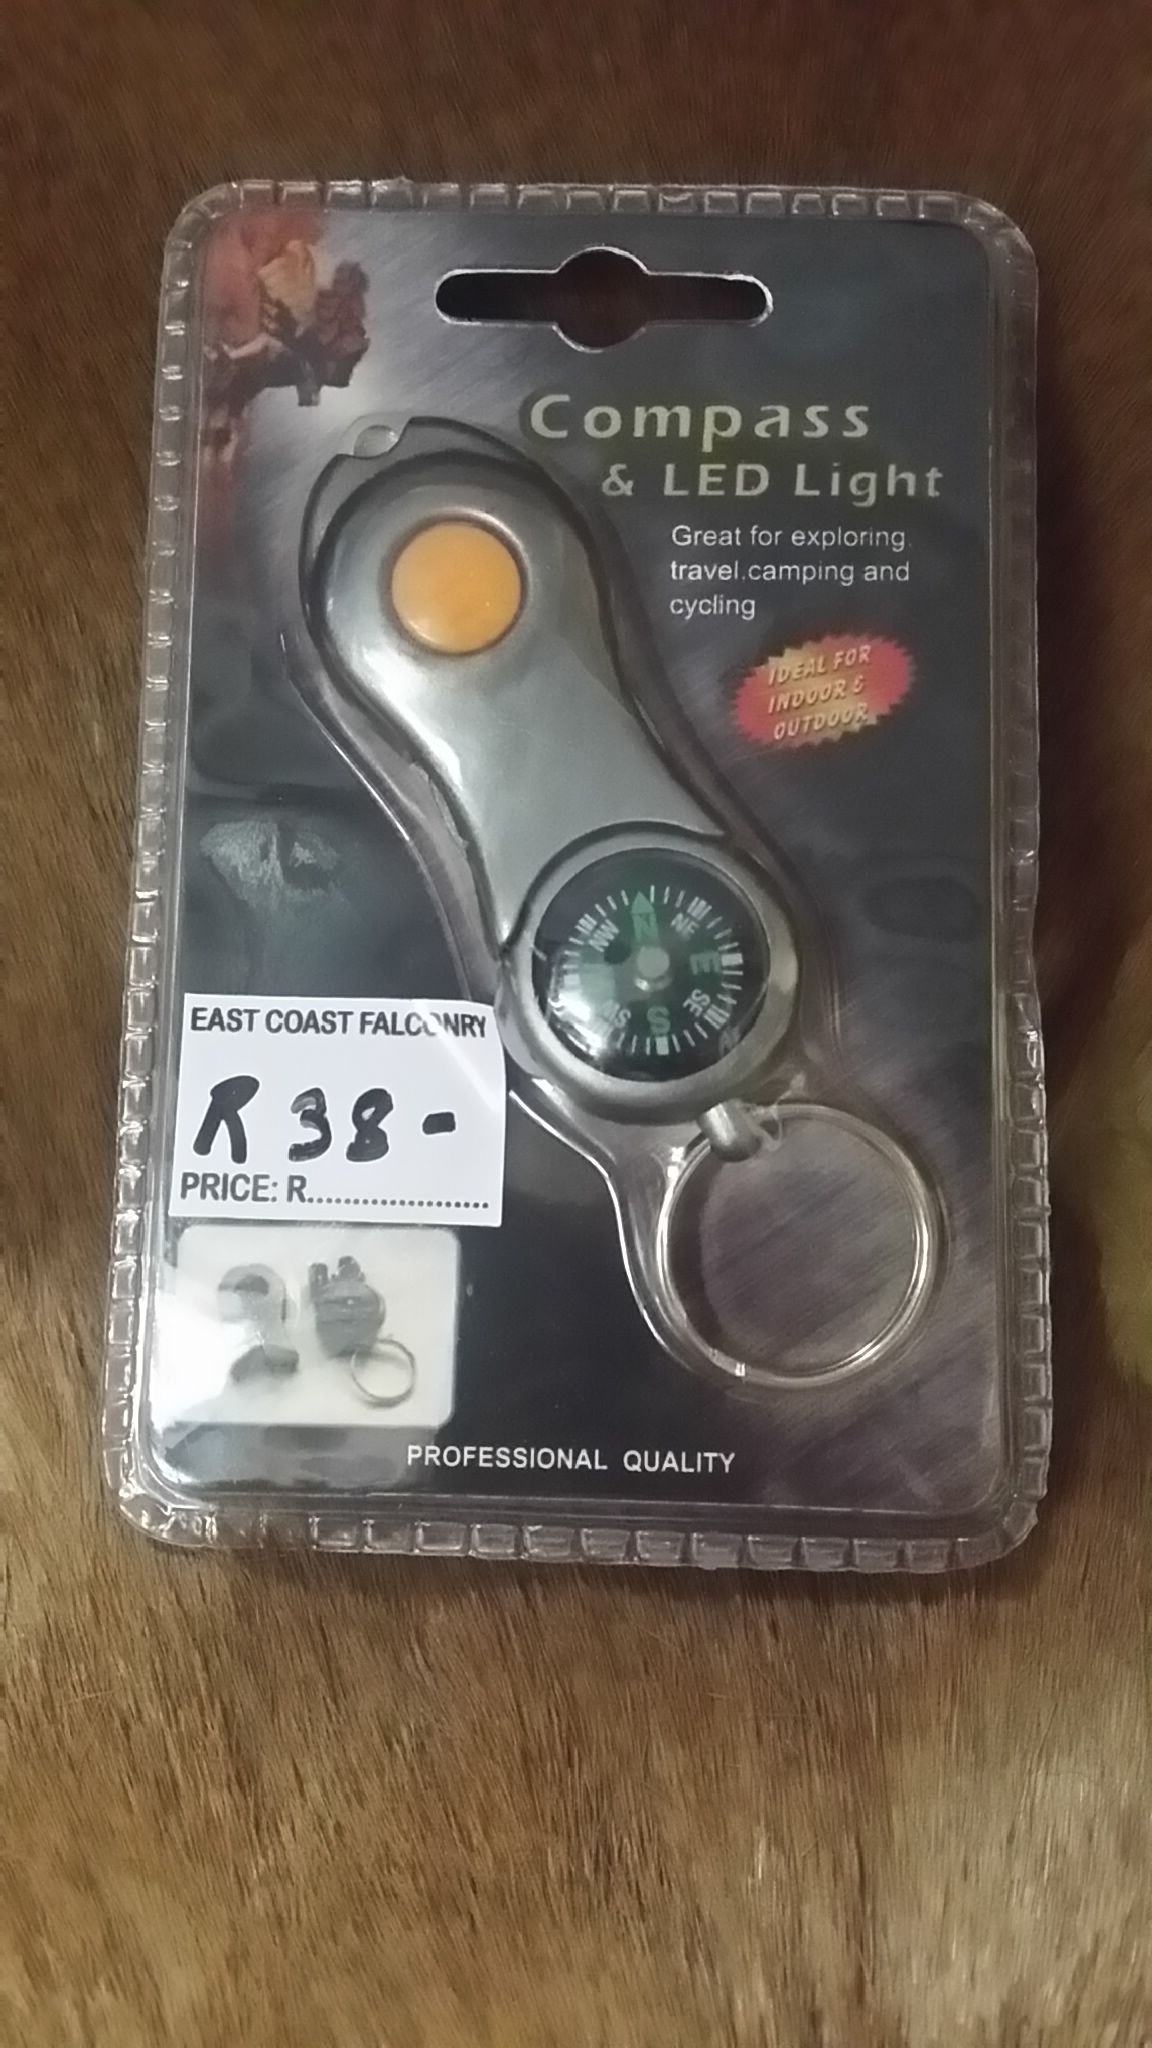 Compass
& LED Light
Great for exploring.
travel.camping and
cycling
IDEAL FOR
INDOOR &
OUTDOOR
N
NE
E
SE
S
SW
NW
EAST COAST FALCONRY
R 38-
PRICE: R.....................
PROFESSIONAL QUALITY